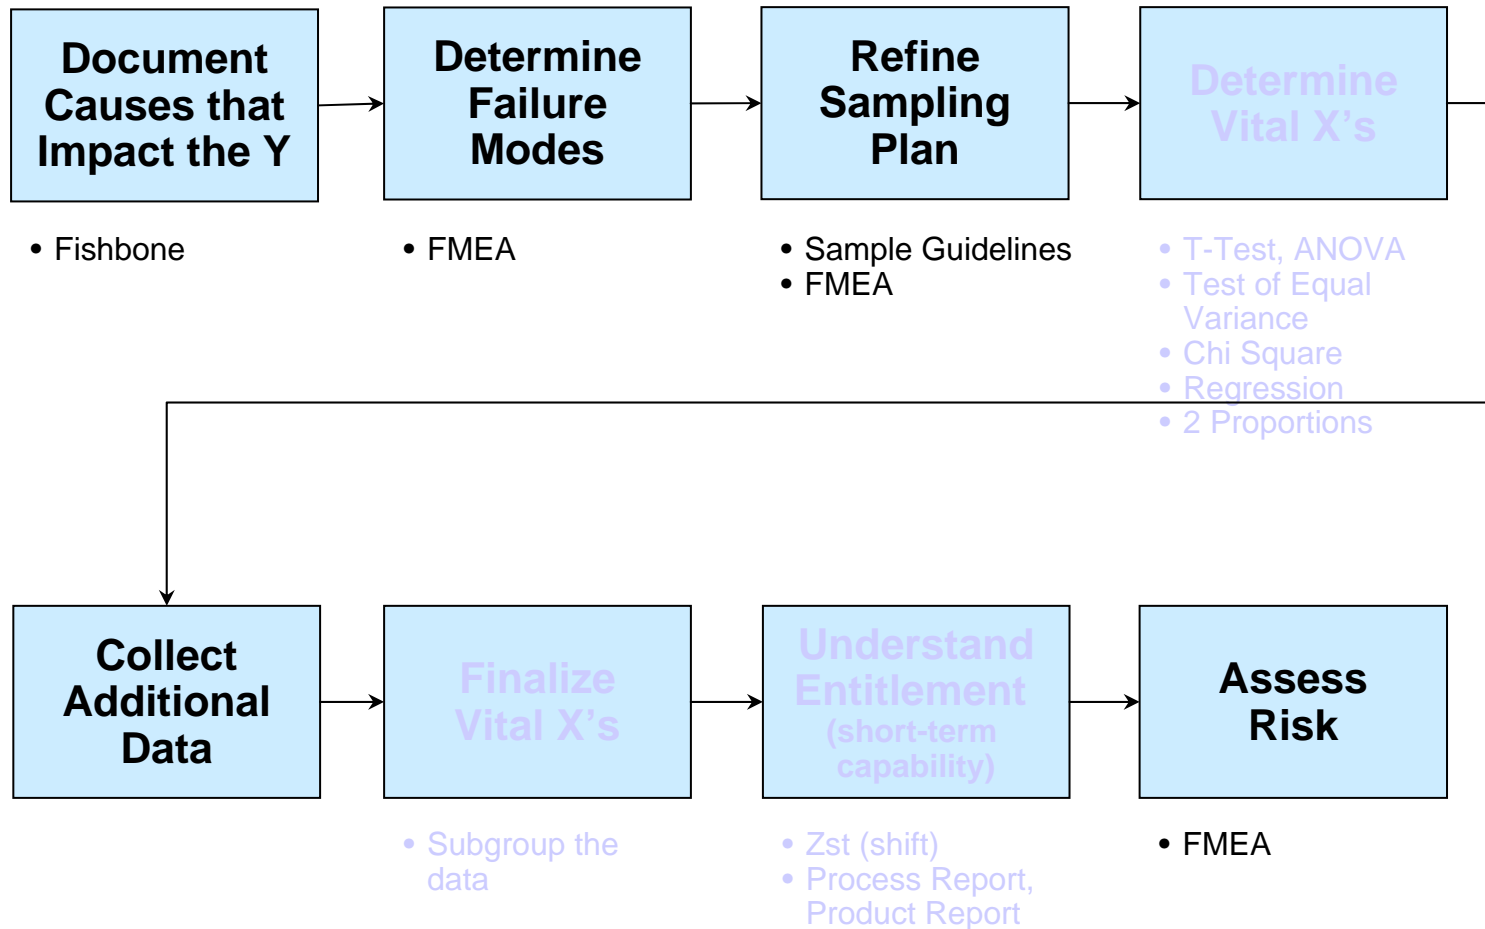 Document
Causes that
Impact the Y
Determine
Failure
Modes
Refine
Sampling
Plan
Determine
Vital X’s
• Fishbone
• FMEA
• Sample Guidelines
• FMEA
• T-Test, ANOVA
• Test of Equal
Variance
• Chi Square
• Regression
• 2 Proportions
Collect
Additional
Data
Finalize
Vital X’s
Understand
Entitlement
(short-term
capability)
Assess
Risk
• Subgroup the
data
• Zst (shift)
• Process Report,
Product Report
• FMEA